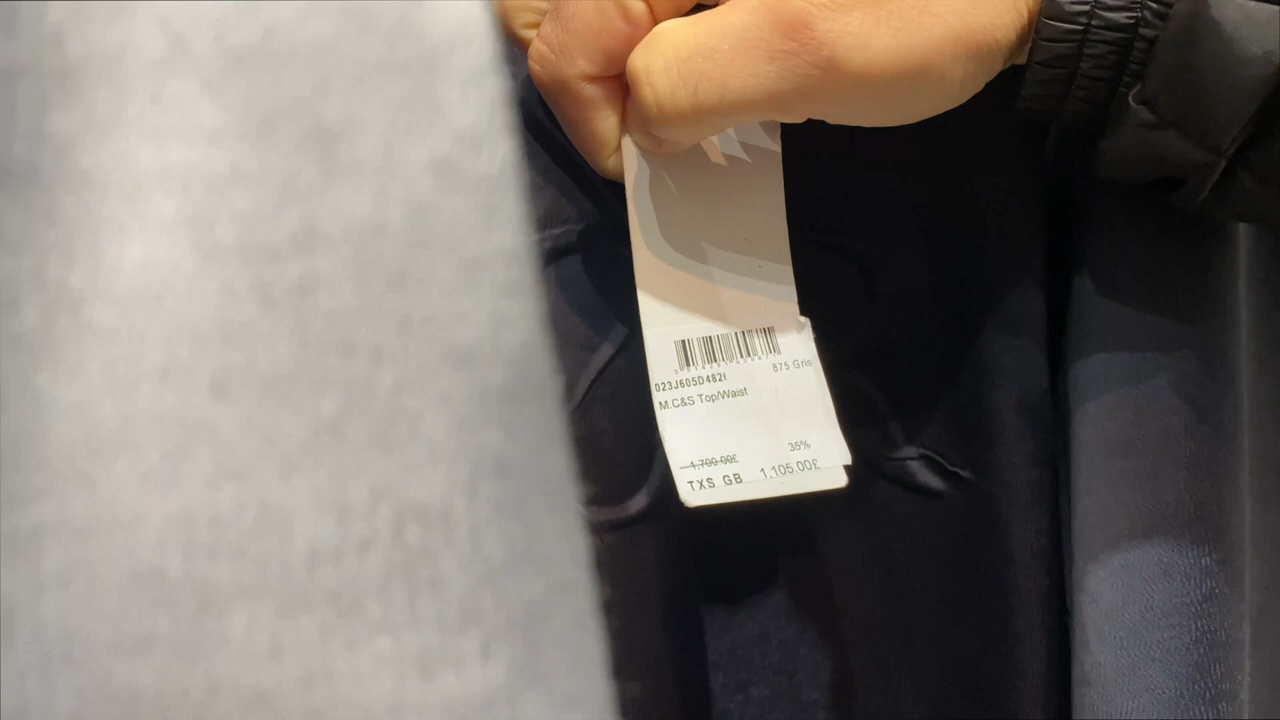 023J605D482
875 Gris
M.C&S Top/Waist
35%
1,700.00£
TXS GB 1,105.00£